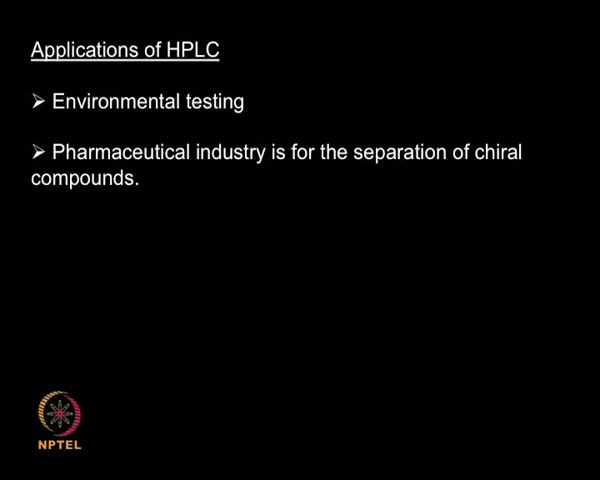 Applications of HPLC
➢ Environmental testing
➢ Pharmaceutical industry is for the separation of chiral
compounds.
NPTEL